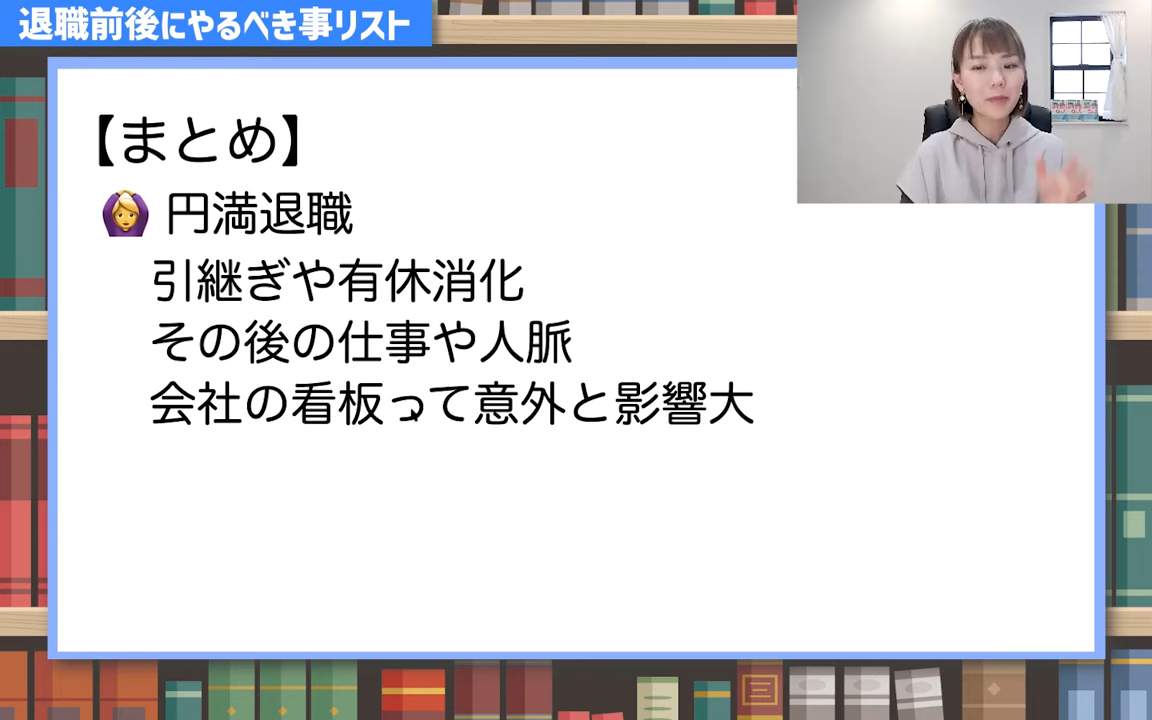 退職前後にやるべき事リスト
【まとめ】
🙆‍♀️ 円満退職
引継ぎや有休消化
その後の仕事や人脈
会社の看板って意外と影響大